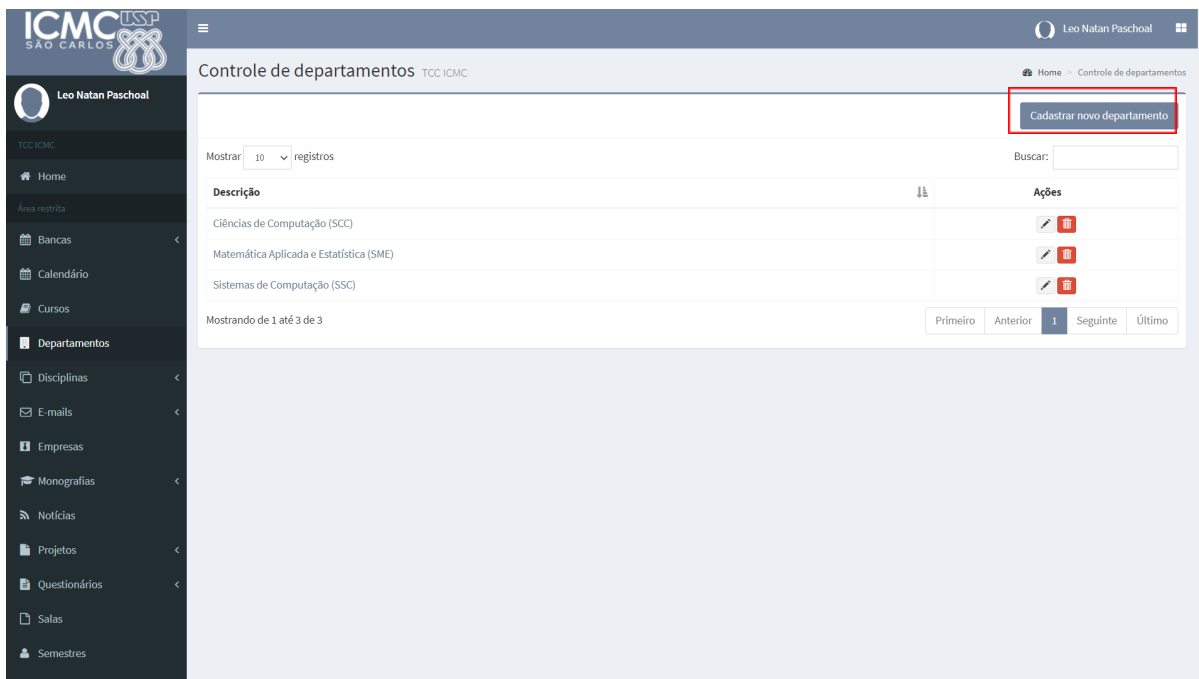 ICMC USP
SÃO CARLOS
Leo Natan Paschoal
Controle de departamentos TCC ICMC
Home > Controle de departamentos
Leo Natan Paschoal
Cadastrar novo departamento
TCC ICMC
Mostrar 10 registros
Buscar:
Home
Descrição
Ações
Área restrita
Ciências de Computação (SCC)
Bancas
Matemática Aplicada e Estatística (SME)
Calendário
Sistemas de Computação (SSC)
Cursos
Mostrando de 1 até 3 de 3
Primeiro Anterior 1 Seguinte Último
Departamentos
Disciplinas
E-mails
Empresas
Monografias
Notícias
Projetos
Questionários
Salas
Semestres